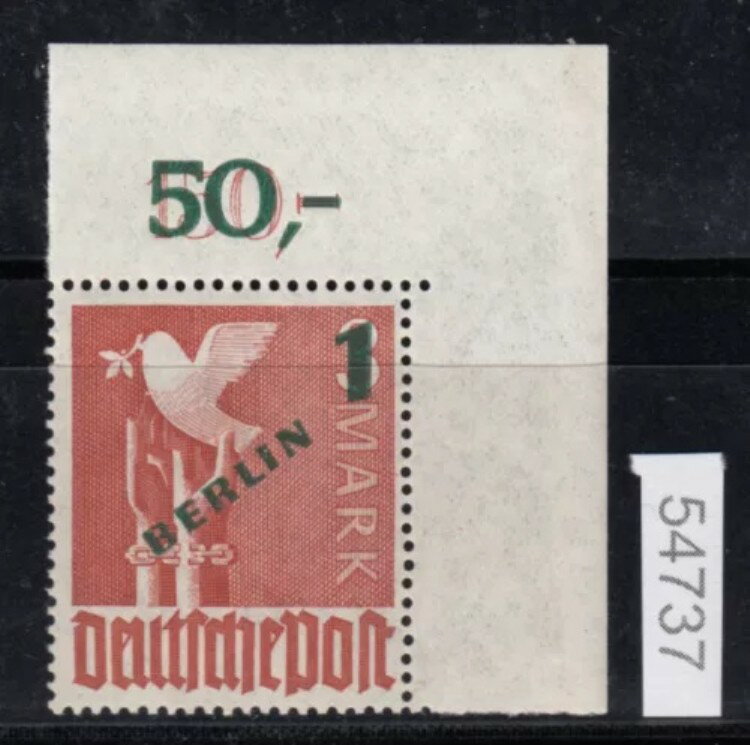 50,-
1
MARK
BERLIN
Deutsche Post
54737